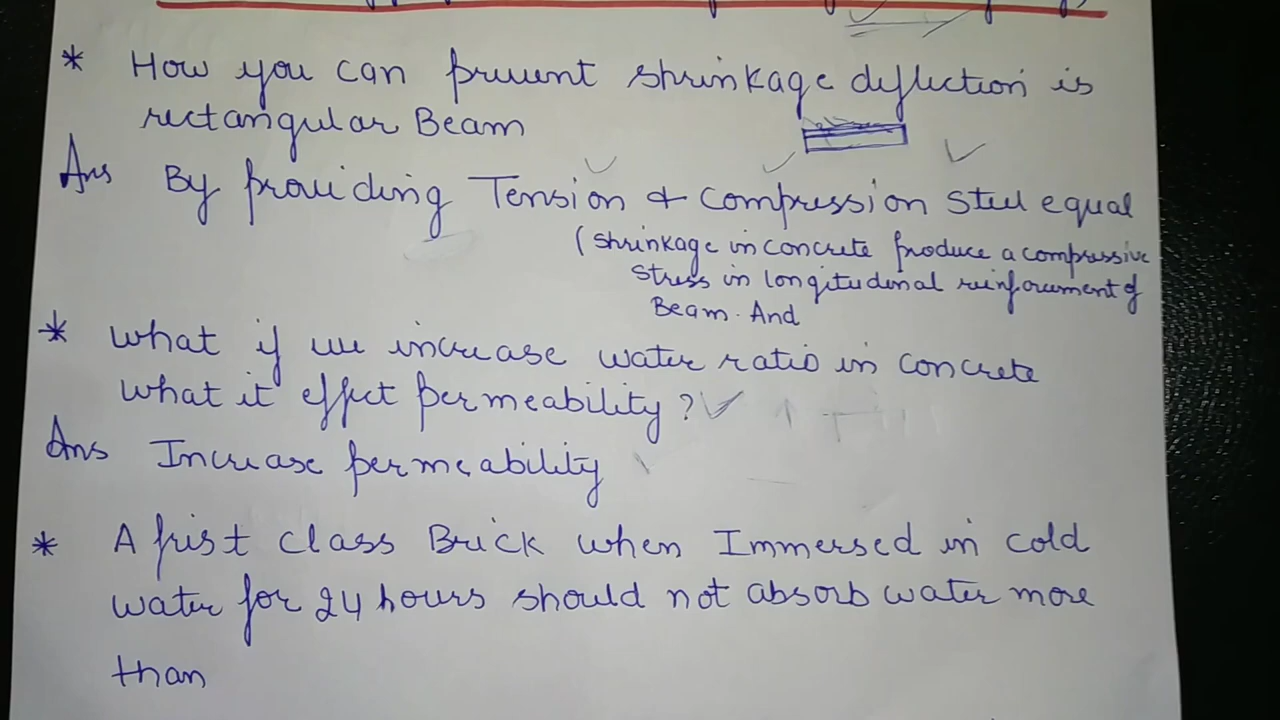 * How you can prevent shrinkage deflection is
rectangular Beam
Ans By providing Tension & Compression Steel equal
(shrinkage in concrete produce a compressive
stress in longitudinal reinforcement of
Beam. And
* What if we increase water ratio in concrete
what it effect permeability ?
Ans Increase permeability
* A frist class Brick when Immersed in cold
water for 24 hours should not absorb water more
than